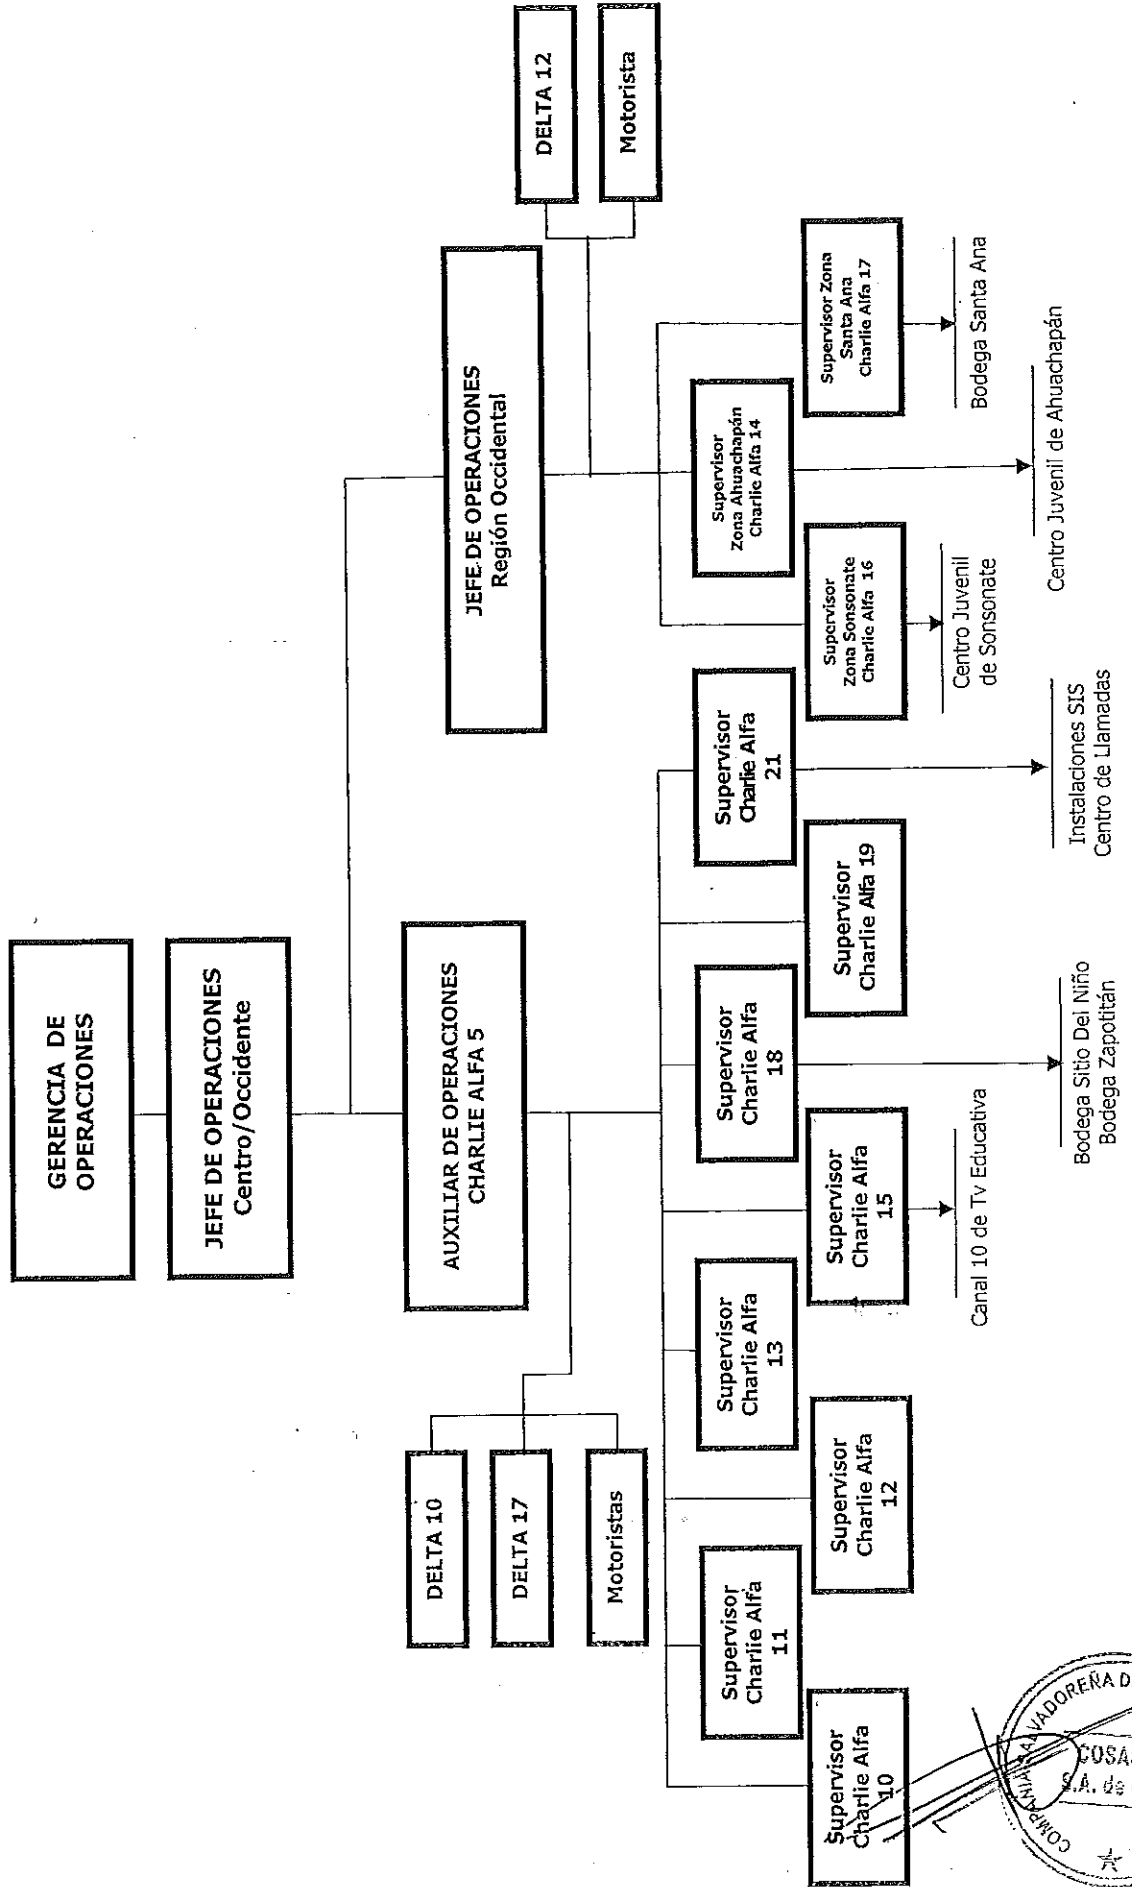 GERENCIA DE
OPERACIONES
JEFE DE OPERACIONES
Centro/Occidente
AUXILIAR DE OPERACIONES
CHARLIE ALFA 5
JEFE DE OPERACIONES
Región Occidental
DELTA 10
DELTA 17
Motoristas
DELTA 12
Motorista
Supervisor
Charlie Alfa
10
Supervisor
Charlie Alfa
11
Supervisor
Charlie Alfa
12
Supervisor
Charlie Alfa
13
Supervisor
Charlie Alfa
15
Supervisor
Charlie Alfa
18
Supervisor
Charlie Alfa 19
Supervisor
Charlie Alfa
21
Supervisor
Zona Sonsonate
Charlie Alfa 16
Supervisor
Zona Ahuachapán
Charlie Alfa 14
Supervisor Zona
Santa Ana
Charlie Alfa 17
Canal 10 de Tv Educativa
Bodega Sitio Del Niño
Bodega Zapotitán
Instalaciones SIS
Centro de Llamadas
Centro Juvenil
de Sonsonate
Centro Juvenil de Ahuachapán
Bodega Santa Ana
COMPAÑIA SALVADOREÑA D
COSA
S.A. de